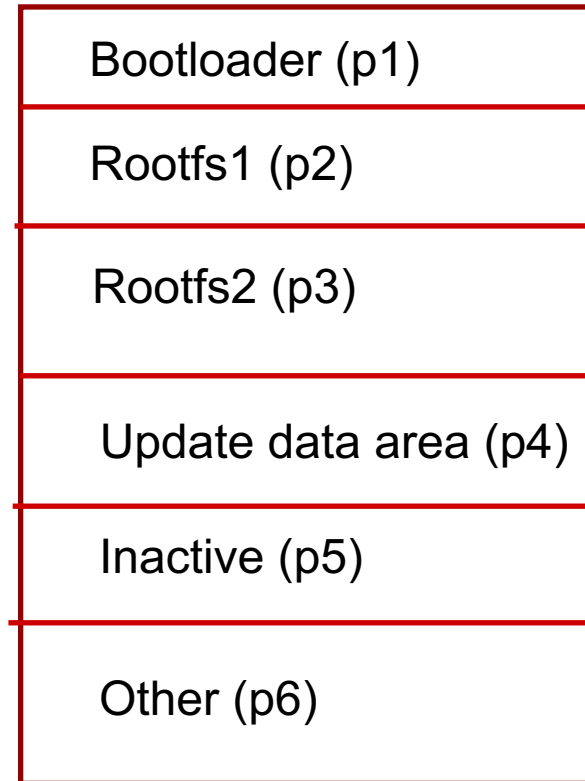 Bootloader (p1)
Rootfs1 (p2)
Rootfs2 (p3)
Update data area (p4)
Inactive (p5)
Other (p6)